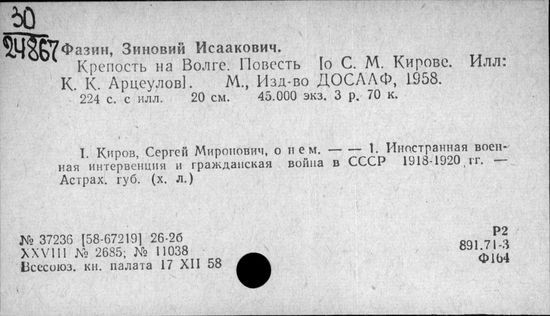 30
24867
Фазин, Зиновий Исаакович.
Крепость на Волге. Повесть [о С. М. Кирове. Илл:
К. К. Арцеулов]. М., Изд-во ДОСААФ, 1958.
224 с. с илл. 20 см. 45.000 экз. 3 р. 70 к.
I. Киров, Сергей Миронович, о нем. — — 1. Иностранная воен-
ная интервенция и гражданская война в СССР 1918-1920 гг. —
Астрах. губ. (х. л.)
№ 37236 [58-67219] 26-2б
XXVIII № 2685; № 11038
Всесоюз. кн. палата 17 XII 58
Р2
891.71-3
Ф164